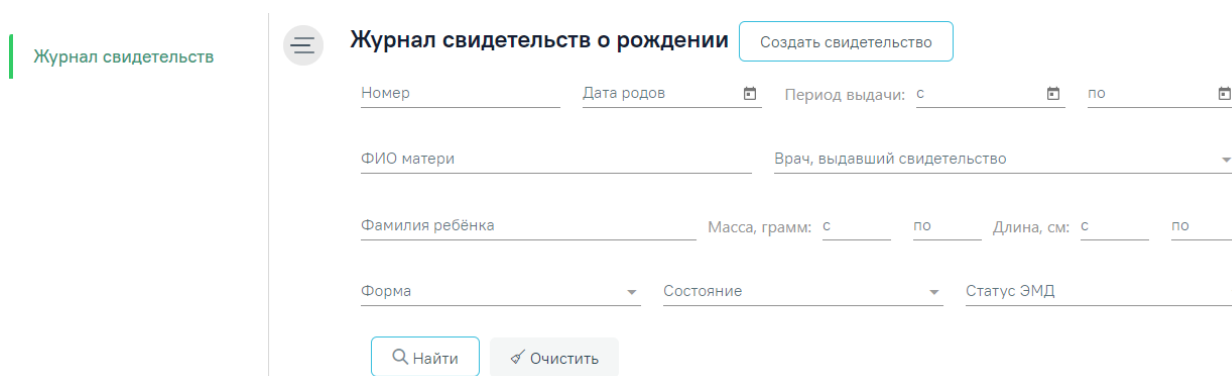 Журнал свидетельств
Журнал свидетельств о рождении
Создать свидетельство
Номер
Дата родов
Период выдачи: с
по
ФИО матери
Врач, выдавший свидетельство
Фамилия ребёнка
Масса, грамм: с
по
Длина, см: с
по
Форма
Состояние
Статус ЭМД
Найти
Очистить